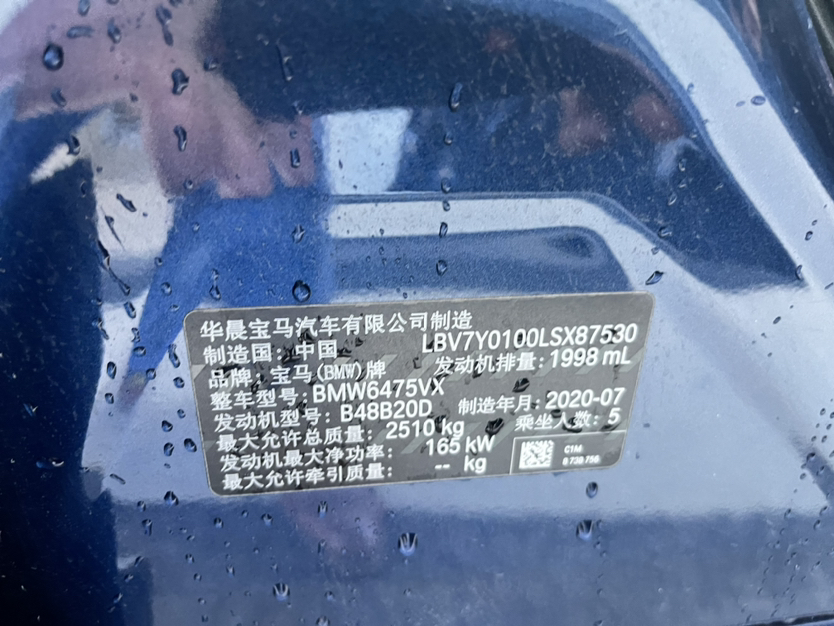 华晨宝马汽车有限公司制造
制造国：中国 LBV7Y0100LSX87530
品牌：宝马(BMW)牌 发动机排量：1998 mL
整车型号：BMW6475VX
发动机型号：B48B20D 制造年月：2020-07
最大允许总质量：2510 kg 乘坐人数：5
发动机最大净功率：165 kW
最大允许牵引质量：-- kg
C1M
8 738 756